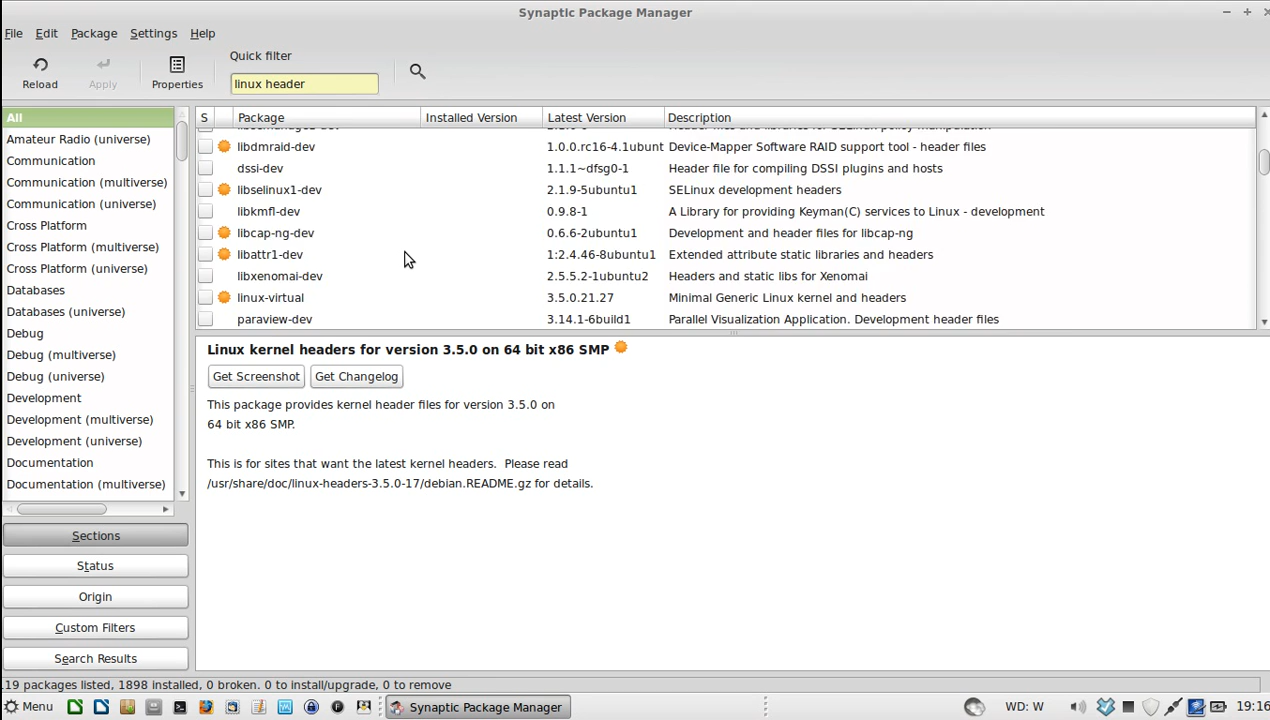 Synaptic Package Manager
File Edit Package Settings Help
Reload
Apply
Properties
Quick filter
linux header
S Package Installed Version Latest Version Description
libdmraid-dev 1.0.0.rc16-4.1ubunt Device-Mapper Software RAID support tool - header files
dssi-dev 1.1.1~dfsg0-1 Header file for compiling DSSI plugins and hosts
libselinux1-dev 2.1.9-5ubuntu1 SELinux development headers
libkmfl-dev 0.9.8-1 A Library for providing Keyman(C) services to Linux - development
libcap-ng-dev 0.6.6-2ubuntu1 Development and header files for libcap-ng
libattr1-dev 1:2.4.46-8ubuntu1 Extended attribute static libraries and headers
libxenomai-dev 2.5.5.2-1ubuntu2 Headers and static libs for Xenomai
linux-virtual 3.5.0.21.27 Minimal Generic Linux kernel and headers
paraview-dev 3.14.1-6build1 Parallel Visualization Application. Development header files
All
Amateur Radio (universe)
Communication
Communication (multiverse)
Communication (universe)
Cross Platform
Cross Platform (multiverse)
Cross Platform (universe)
Databases
Databases (universe)
Debug
Debug (multiverse)
Debug (universe)
Development
Development (multiverse)
Development (universe)
Documentation
Documentation (multiverse)
Sections
Status
Origin
Custom Filters
Search Results
Linux kernel headers for version 3.5.0 on 64 bit x86 SMP
Get Screenshot Get Changelog
This package provides kernel header files for version 3.5.0 on
64 bit x86 SMP.
This is for sites that want the latest kernel headers. Please read
/usr/share/doc/linux-headers-3.5.0-17/debian.README.gz for details.
19 packages listed, 1898 installed, 0 broken. 0 to install/upgrade, 0 to remove
Menu Synaptic Package Manager WD: W 19:16